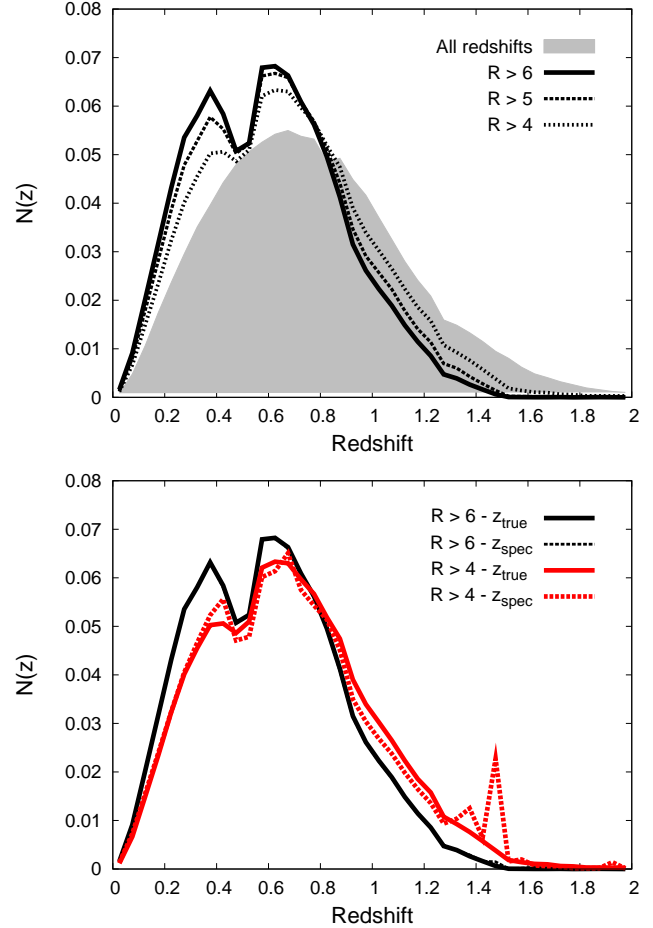 0.08
0.07
0.06
0.05
0.04
0.03
0.02
0.01
0
N(z)
All redshifts
R > 6
R > 5
R > 4
0 0.2 0.4 0.6 0.8 1 1.2 1.4 1.6 1.8 2
Redshift
0.08
0.07
0.06
0.05
0.04
0.03
0.02
0.01
0
N(z)
R > 6 - z_true
R > 6 - z_spec
R > 4 - z_true
R > 4 - z_spec
0 0.2 0.4 0.6 0.8 1 1.2 1.4 1.6 1.8 2
Redshift